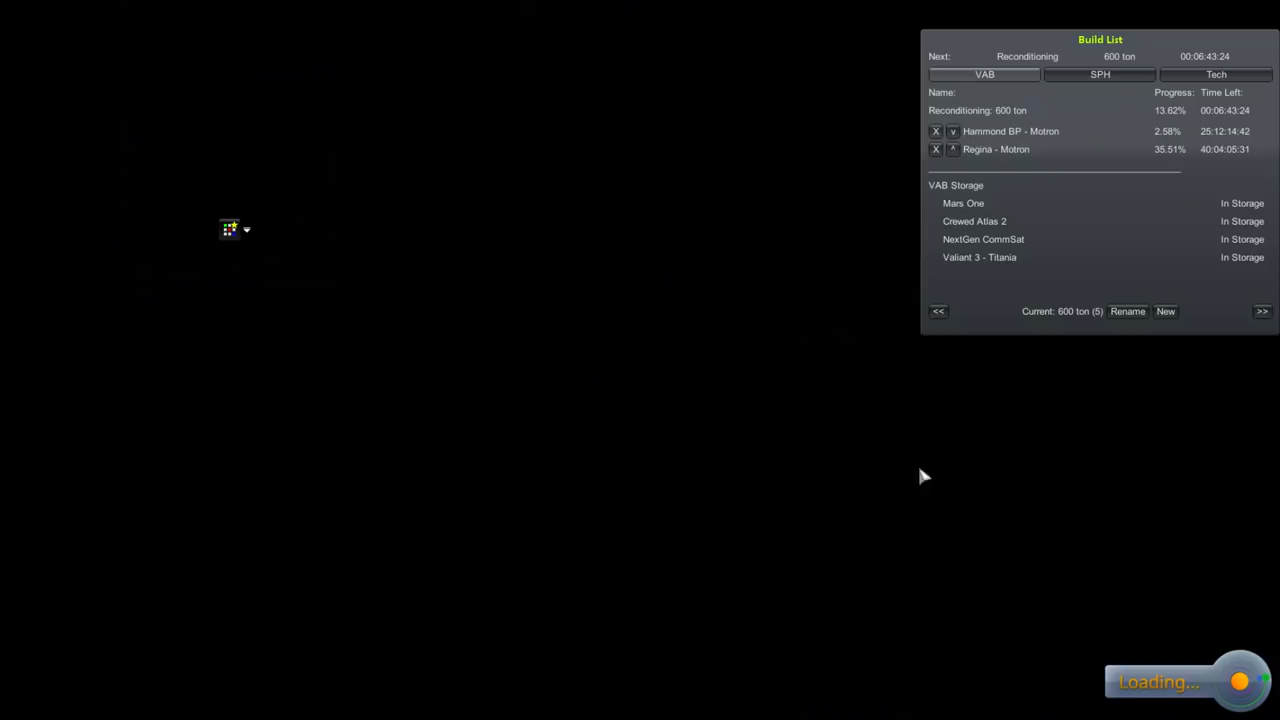 Build List
Next: Reconditioning 600 ton 00:06:43:24
VAB SPH Tech
Name: Progress: Time Left:
Reconditioning: 600 ton 13.62% 00:06:43:24
X v Hammond BP - Motron 2.58% 25:12:14:42
X ^ Regina - Motron 35.51% 40:04:05:31
VAB Storage
Mars One In Storage
Crewed Atlas 2 In Storage
NextGen CommSat In Storage
Valiant 3 - Titania In Storage
<< Current: 600 ton (5) Rename New >>
Loading...